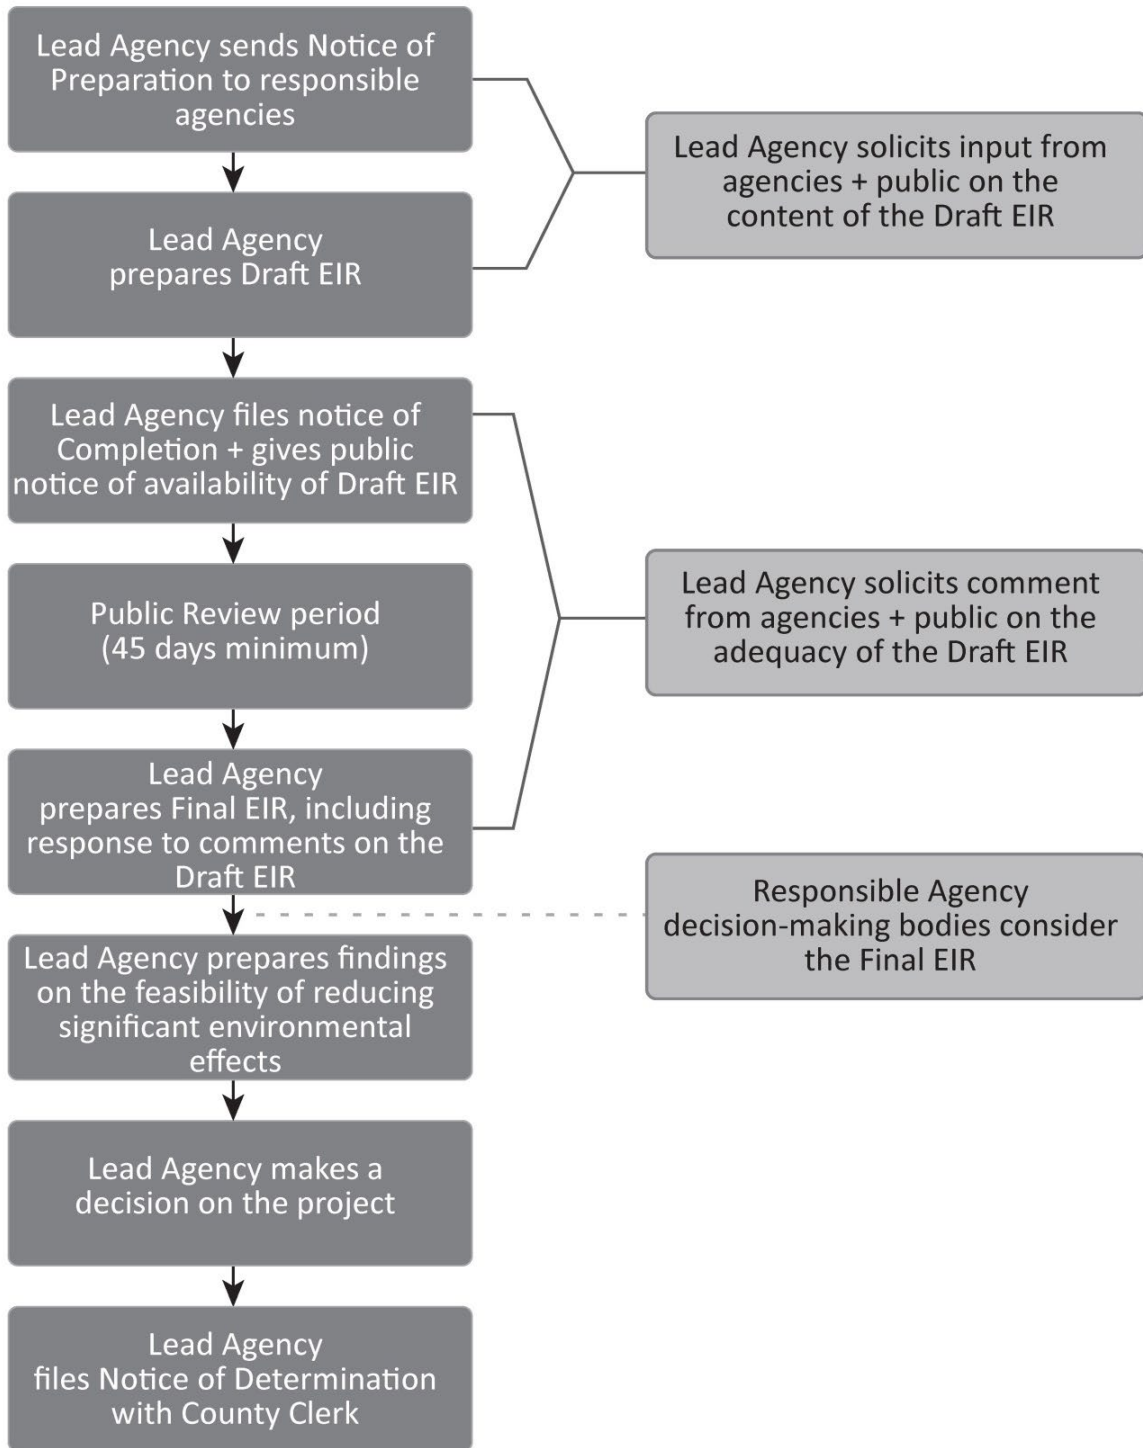 Lead Agency sends Notice of
Preparation to responsible
agencies
Lead Agency solicits input from
agencies + public on the
content of the Draft EIR
Lead Agency
prepares Draft EIR
Lead Agency files notice of
Completion + gives public
notice of availability of Draft EIR
Public Review period
(45 days minimum)
Lead Agency solicits comment
from agencies + public on the
adequacy of the Draft EIR
Lead Agency
prepares Final EIR, including
response to comments on the
Draft EIR
Responsible Agency
decision-making bodies consider
the Final EIR
Lead Agency prepares findings
on the feasibility of reducing
significant environmental
effects
Lead Agency makes a
decision on the project
Lead Agency
files Notice of Determination
with County Clerk